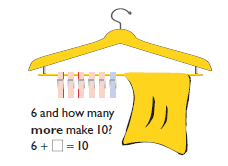 6 and how many
more make 10?
6 + □ = 10